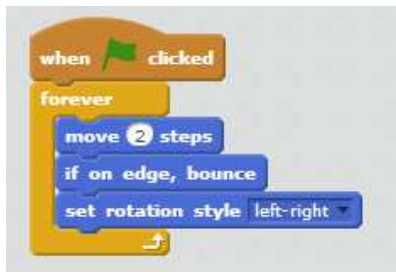 when clicked
forever
move 2 steps
if on edge, bounce
set rotation style left-right